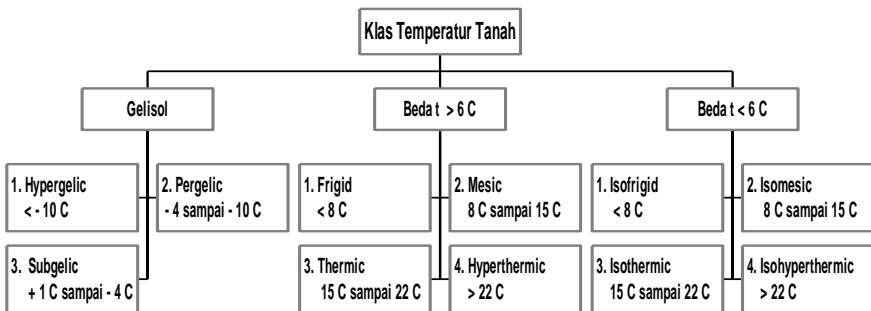 Klas Temperatur Tanah
Gelisol
Beda t > 6 C
Beda t < 6 C
1. Hypergelic
< - 10 C
2. Pergelic
- 4 sampai - 10 C
1. Frigid
< 8 C
2. Mesic
8 C sampai 15 C
1. Isofrigid
< 8 C
2. Isomesic
8 C sampai 15 C
3. Subgelic
+ 1 C sampai - 4 C
3. Thermic
15 C sampai 22 C
4. Hyperthermic
> 22 C
3. Isothermic
15 C sampai 22 C
4. Isohyperthermic
> 22 C